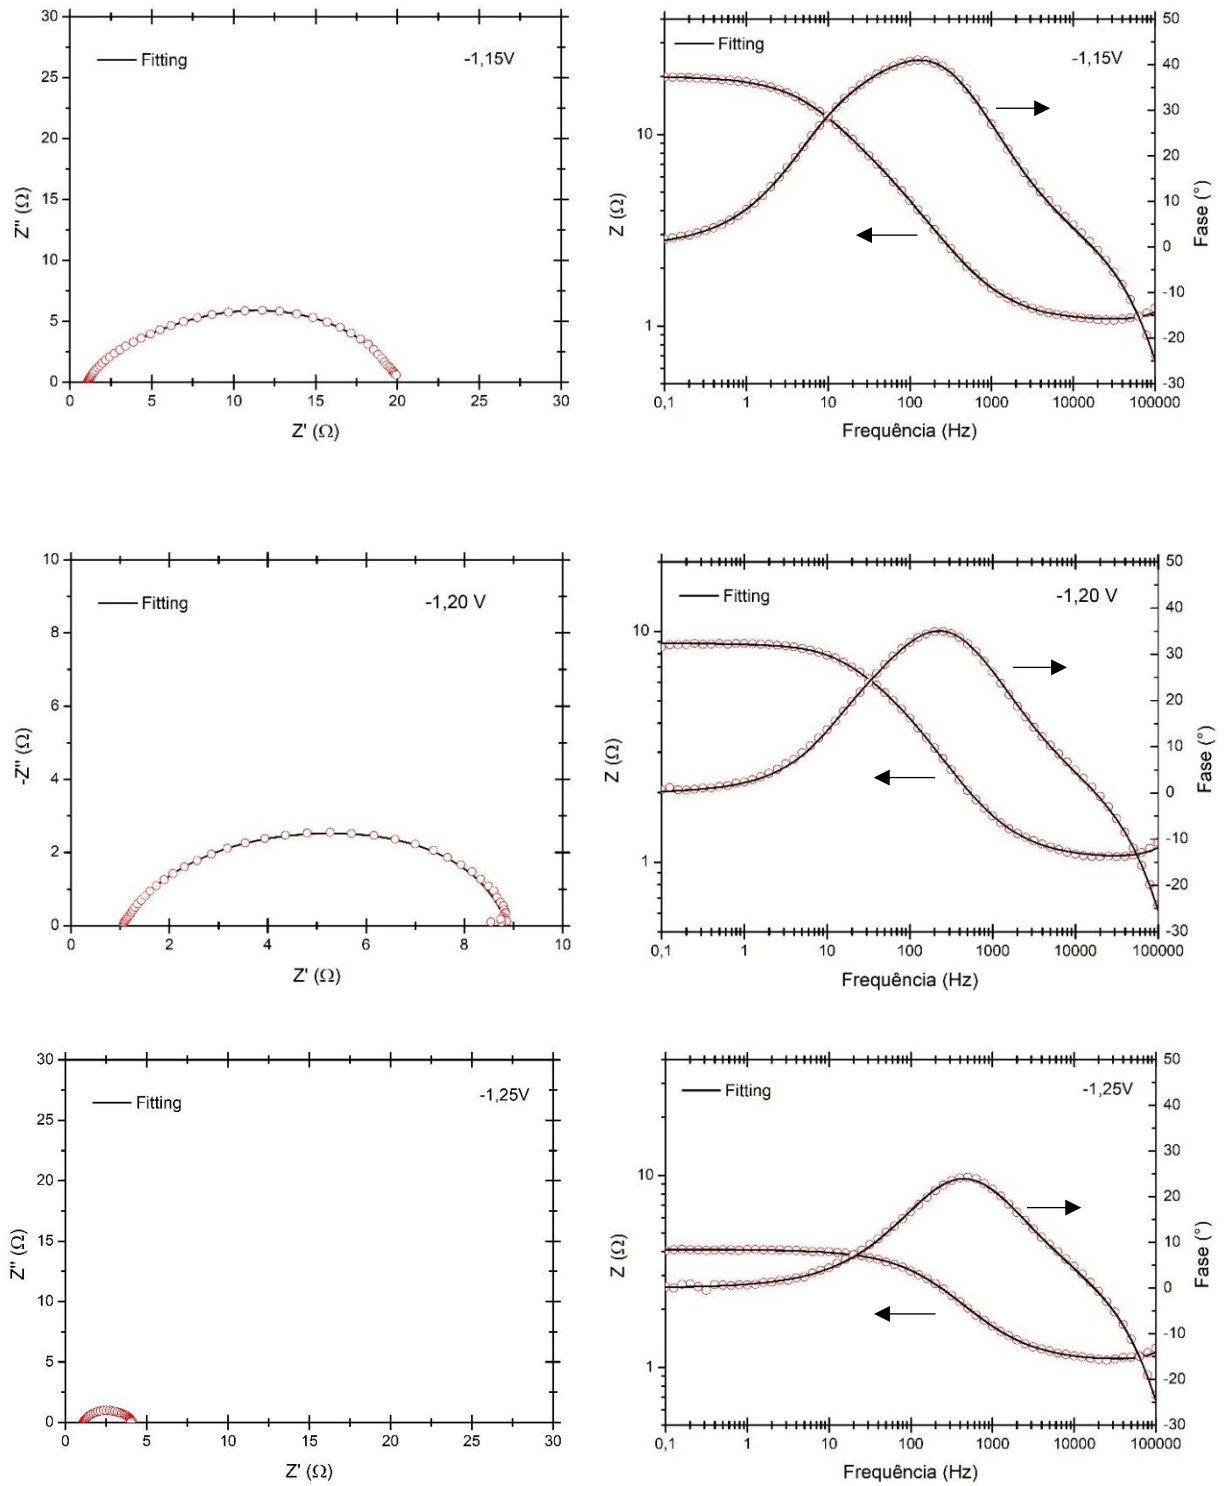 30
25
20
15
10
5
0
Z'' (Ω)
Fitting
-1,15V
0 5 10 15 20 25 30
Z' (Ω)
Fitting
-1,15V
10
1
Z (Ω)
50
40
30
20
10
0
-10
-20
-30
Fase (°)
0,1 1 10 100 1000 10000 100000
Frequência (Hz)
10
8
6
4
2
0
-Z'' (Ω)
Fitting
-1,20 V
0 2 4 6 8 10
Z' (Ω)
Fitting
-1,20 V
10
1
Z (Ω)
50
40
30
20
10
0
-10
-20
-30
Fase (°)
0,1 1 10 100 1000 10000 100000
Frequência (Hz)
30
25
20
15
10
5
0
Z'' (Ω)
Fitting
-1,25V
0 5 10 15 20 25 30
Z' (Ω)
Fitting
-1,25V
10
1
Z (Ω)
50
40
30
20
10
0
-10
-20
-30
Fase (°)
0,1 1 10 100 1000 10000 100000
Frequência (Hz)